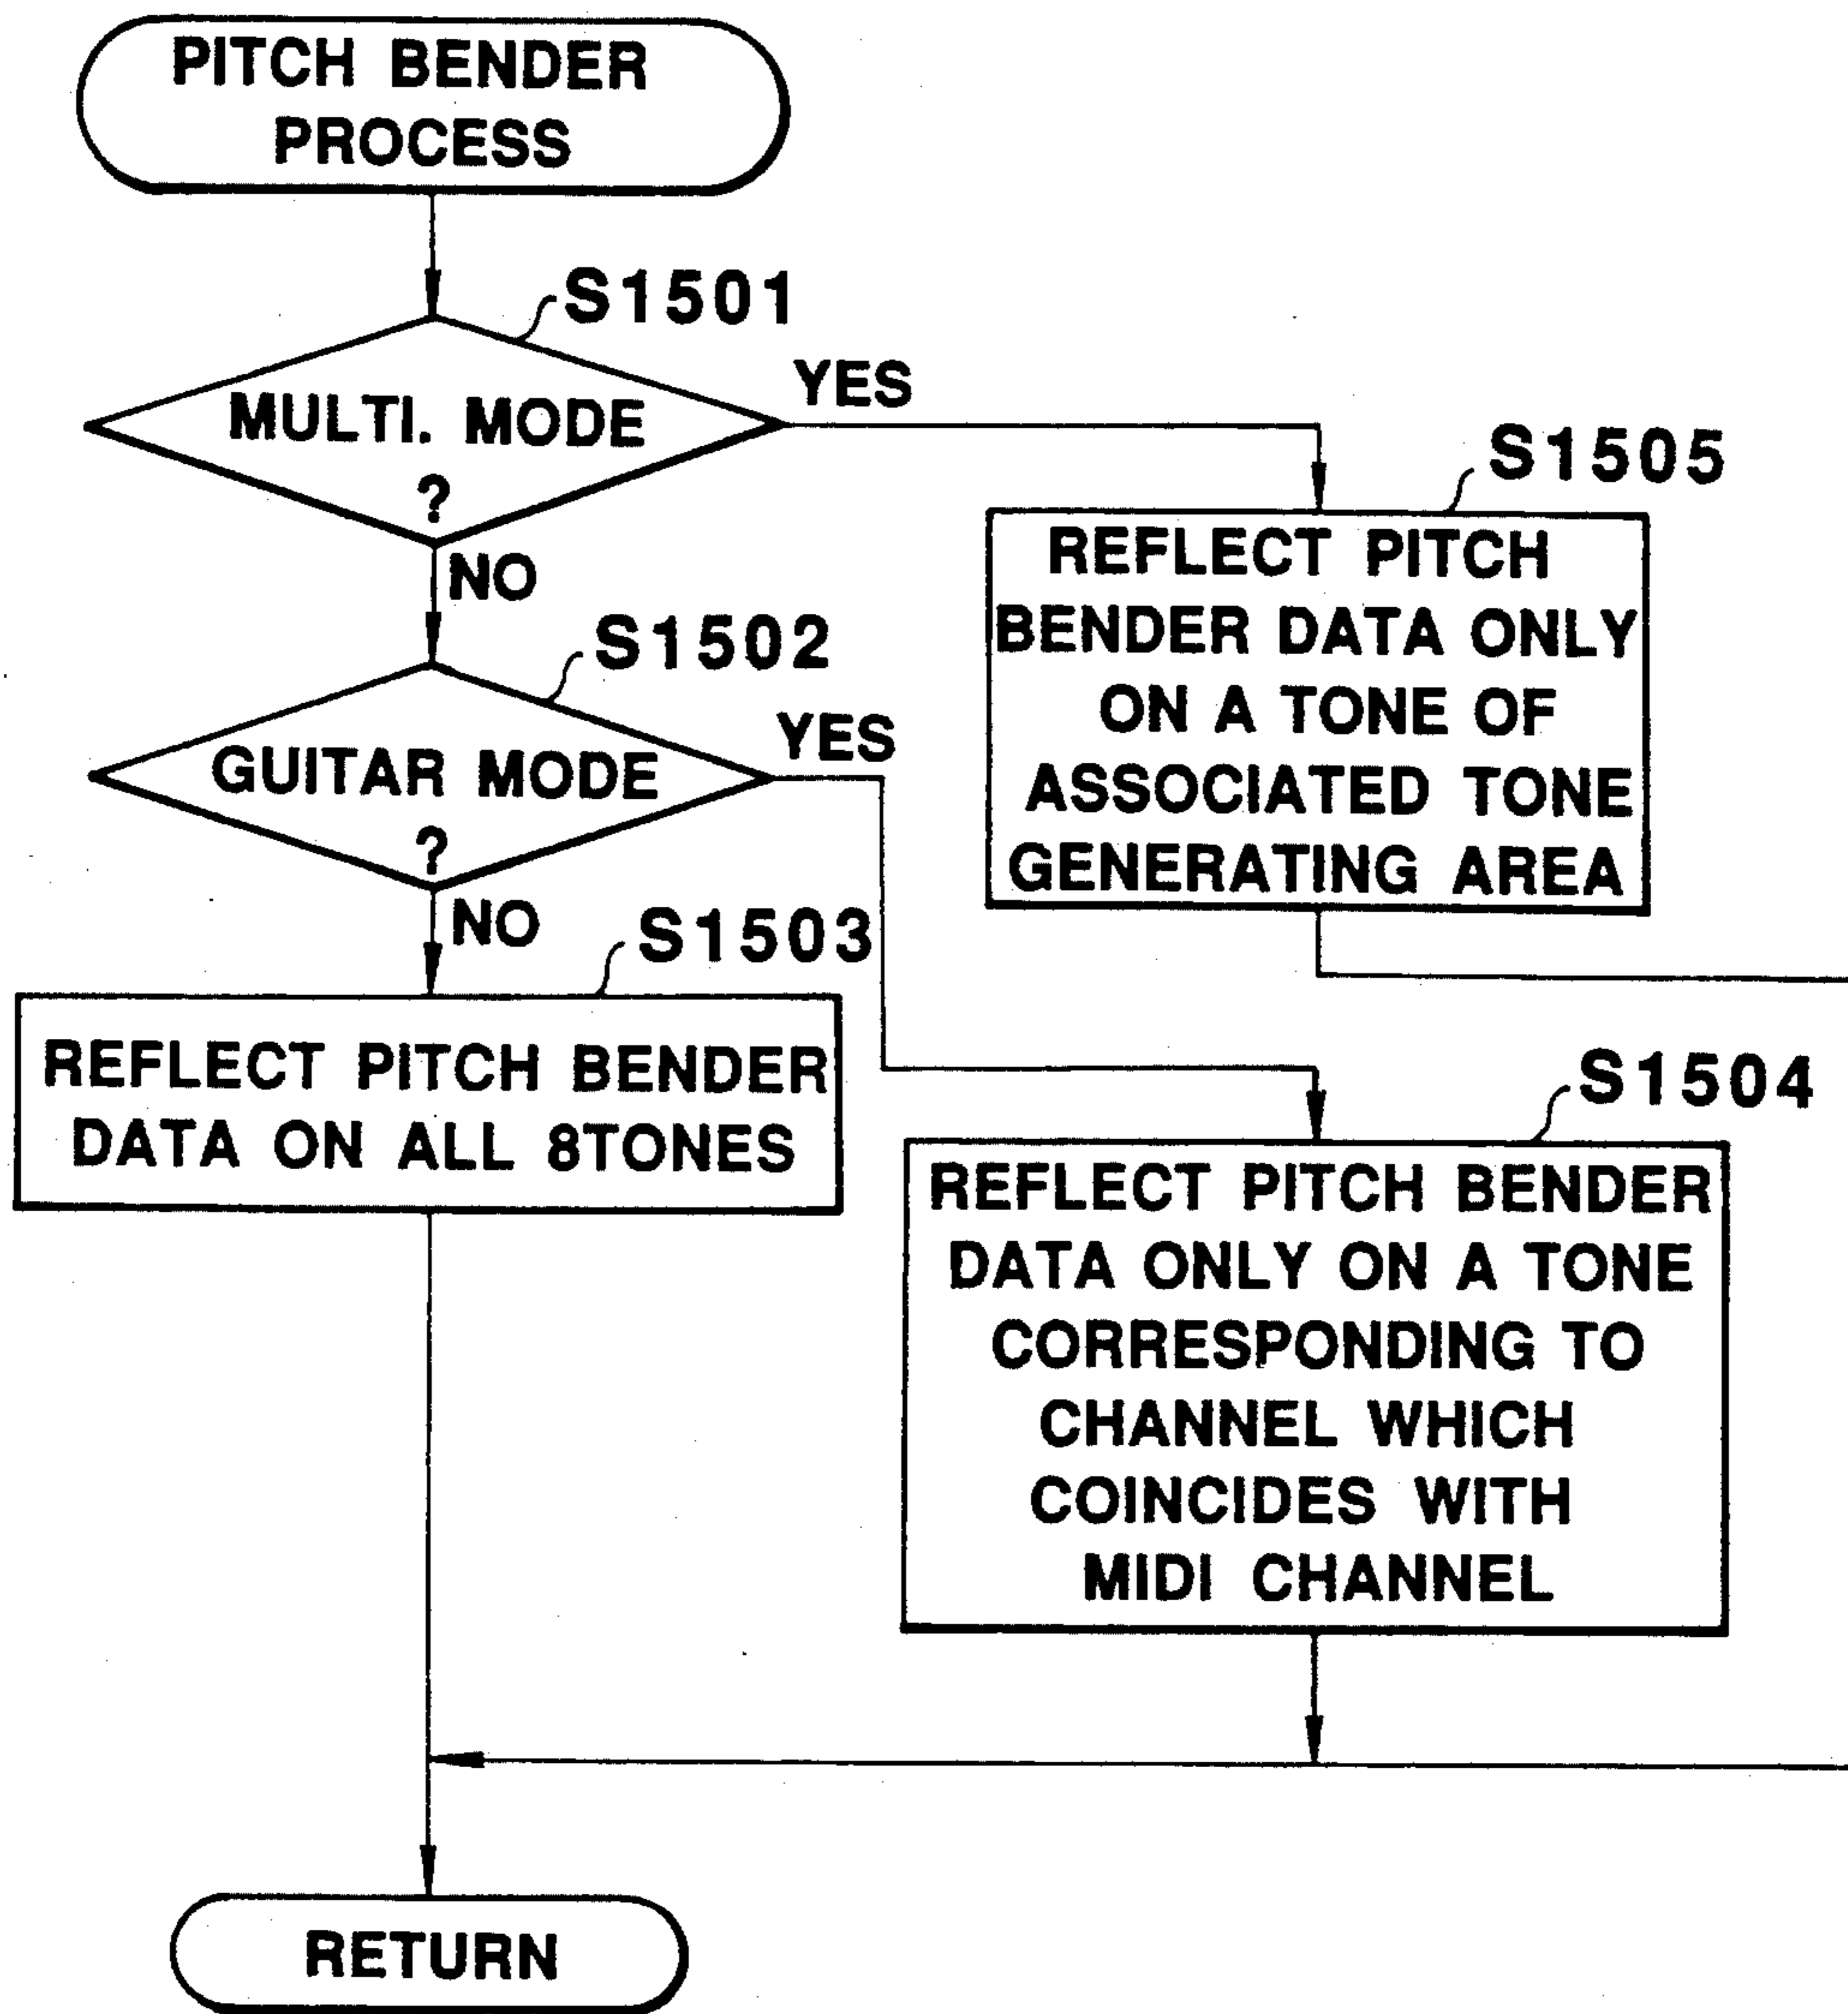 PITCH BENDER
PROCESS
S1501
MULTI. MODE
?
YES
NO
S1505
REFLECT PITCH
BENDER DATA ONLY
ON A TONE OF
ASSOCIATED TONE
GENERATING AREA
S1502
GUITAR MODE
?
YES
NO
S1503
REFLECT PITCH BENDER
DATA ON ALL 8TONES
S1504
REFLECT PITCH BENDER
DATA ONLY ON A TONE
CORRESPONDING TO
CHANNEL WHICH
COINCIDES WITH
MIDI CHANNEL
RETURN